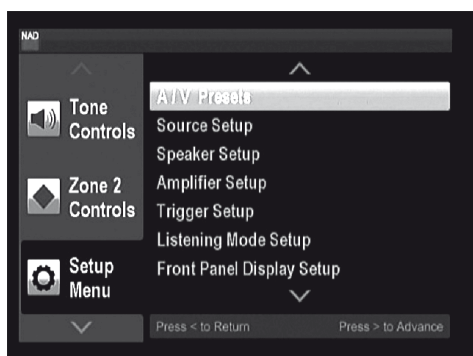 NAD
Tone
Controls
Zone 2
Controls
Setup
Menu
A/V Presets
Source Setup
Speaker Setup
Amplifier Setup
Trigger Setup
Listening Mode Setup
Front Panel Display Setup
Press < to Return
Press > to Advance